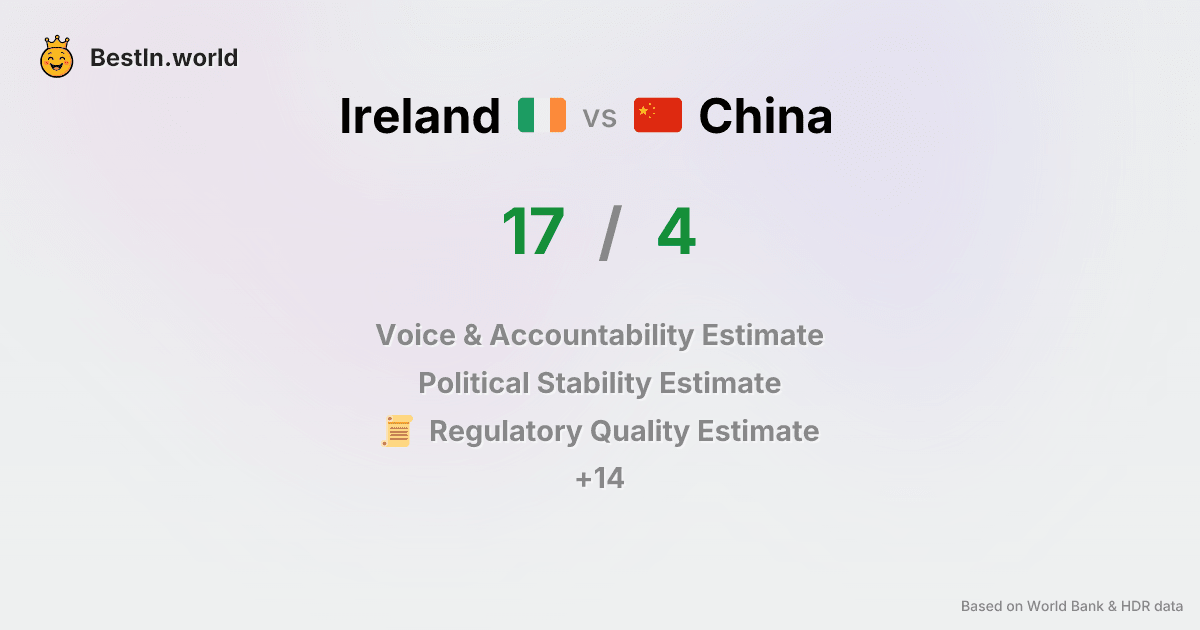 BestIn.world
Ireland vs China
17 / 4
Voice & Accountability Estimate
Political Stability Estimate
Regulatory Quality Estimate
+14
Based on World Bank & HDR data